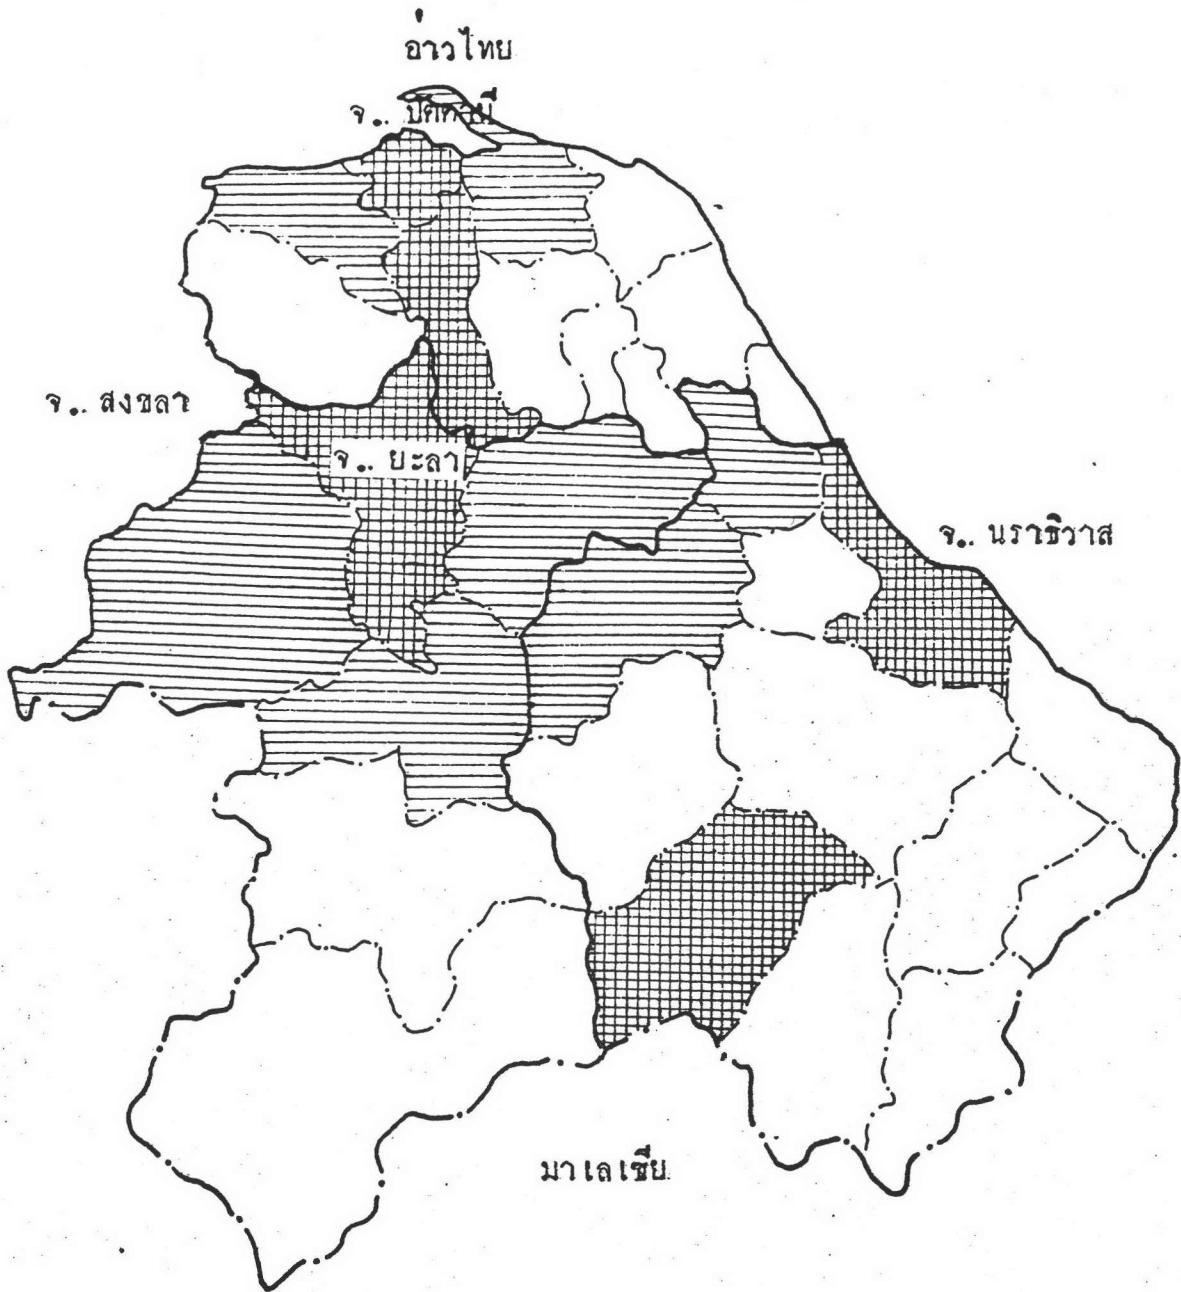 อ่าวไทย
จ.. ปัตตานี
จ.. สงขลา
จ.. ยะลา
จ.. นราธิวาส
มาเลเซีย